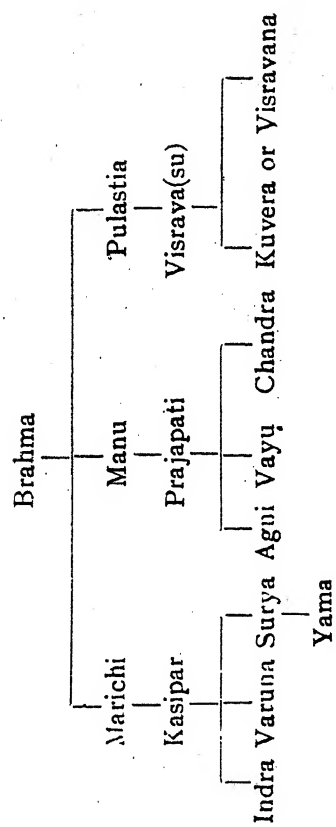 Brahma
Marichi Manu Pulastia
Kasipar Prajapati Visrava(su)
Indra Varuna Surya Agni Vayu Chandra Kuvera or Visravana
Yama